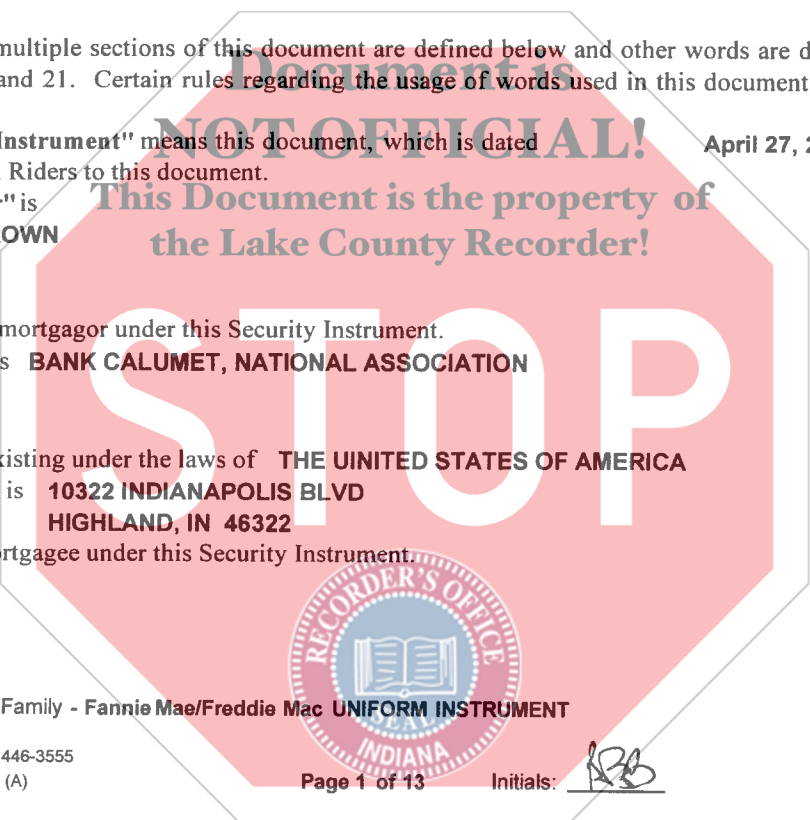 multiple sections of this document are defined below and other words are d
and 21. Certain rules regarding the usage of words used in this document
Document is
NOT OFFICIAL!
This Document is the property of
the Lake County Recorder!
STOP
Instrument" means this document, which is dated April 27, 2
Riders to this document.
" is
OWN
mortgagor under this Security Instrument.
s BANK CALUMET, NATIONAL ASSOCIATION
xisting under the laws of THE UINITED STATES OF AMERICA
is 10322 INDIANAPOLIS BLVD
HIGHLAND, IN 46322
rtgagee under this Security Instrument.
RECORDER'S OFFICE
SEAL
INDIANA
Family - Fannie Mae/Freddie Mac UNIFORM INSTRUMENT
446-3555
(A)
Page 1 of 13 Initials: